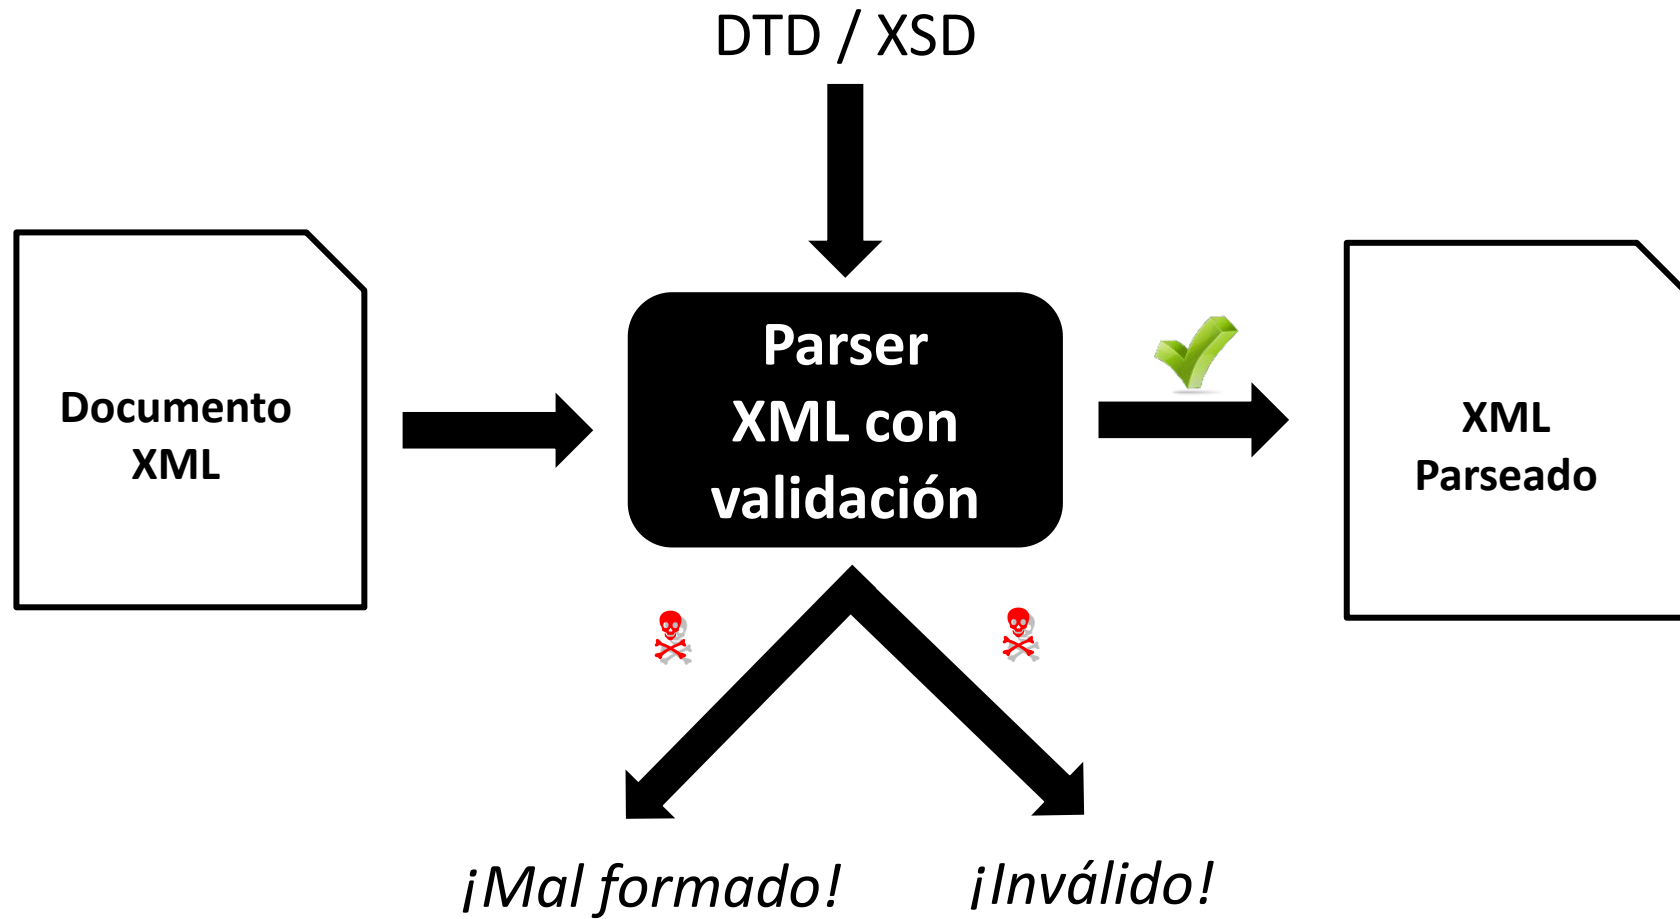 DTD / XSD
Documento
XML
Parser
XML con
validación
XML
Parseado
¡Mal formado!
¡Inválido!